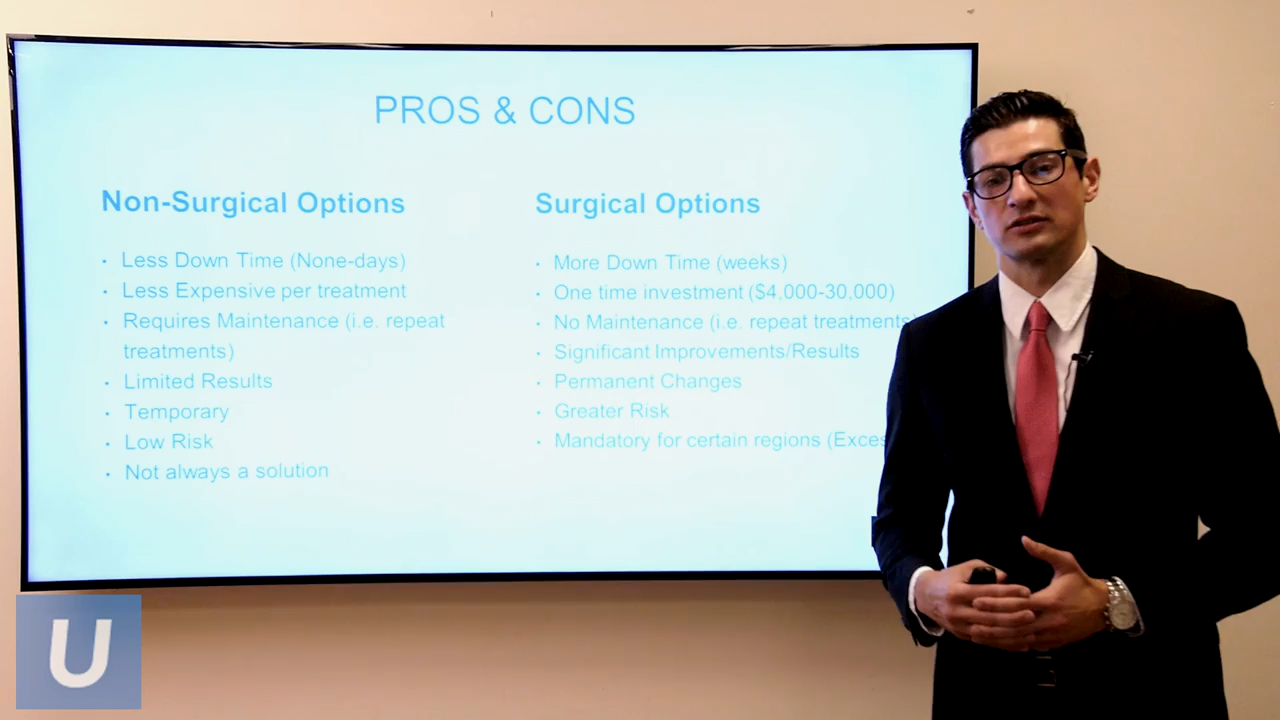 PROS & CONS
Non-Surgical Options
Less Down Time (None-days)
Less Expensive per treatment
Requires Maintenance (i.e. repeat
treatments)
Limited Results
Temporary
Low Risk
Not always a solution
Surgical Options
More Down Time (weeks)
One time investment ($4,000-30,000)
No Maintenance (i.e. repeat treatments)
Significant Improvements/Results
Permanent Changes
Greater Risk
Mandatory for certain regions
U